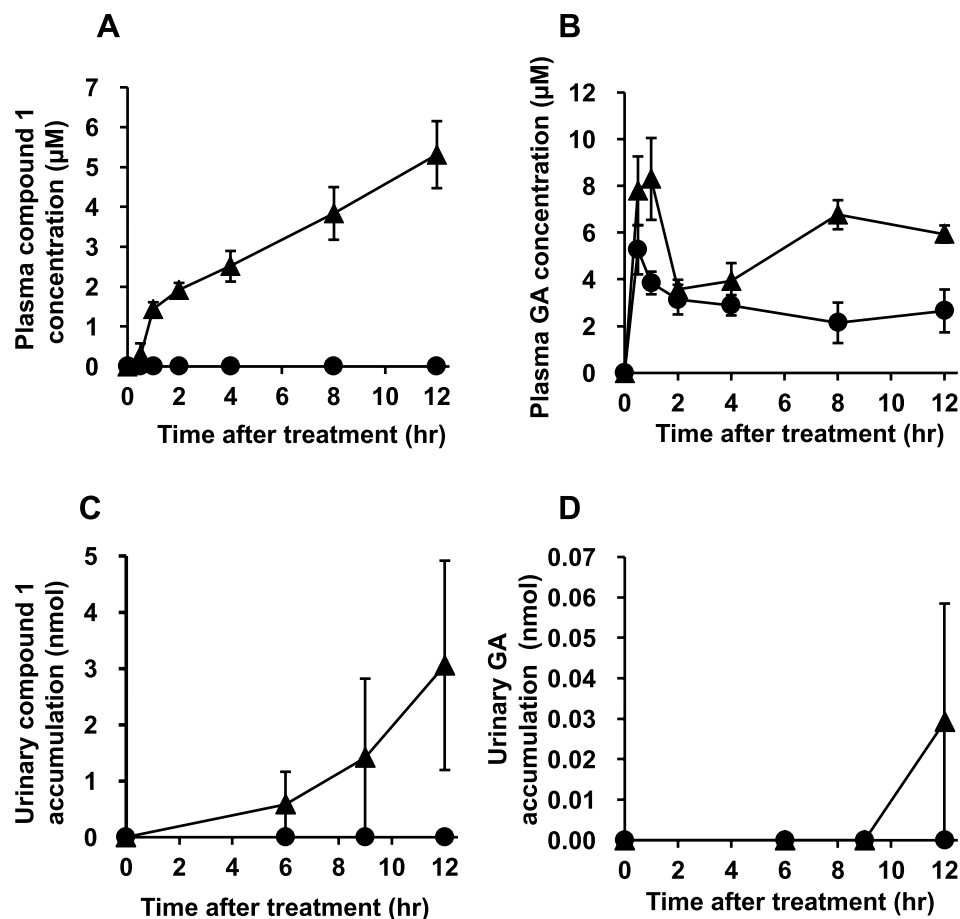 A
Plasma compound 1
concentration (µM)
7
6
5
4
3
2
1
0
0 2 4 6 8 10 12
Time after treatment (hr)
B
Plasma GA concentration (µM)
12
10
8
6
4
2
0
0 2 4 6 8 10 12
Time after treatment (hr)
C
Urinary compound 1
accumulation (nmol)
5
4
3
2
1
0
0 2 4 6 8 10 12
Time after treatment (hr)
D
Urinary GA
accumulation (nmol)
0.07
0.06
0.05
0.04
0.03
0.02
0.01
0.00
0 2 4 6 8 10 12
Time after treatment (hr)